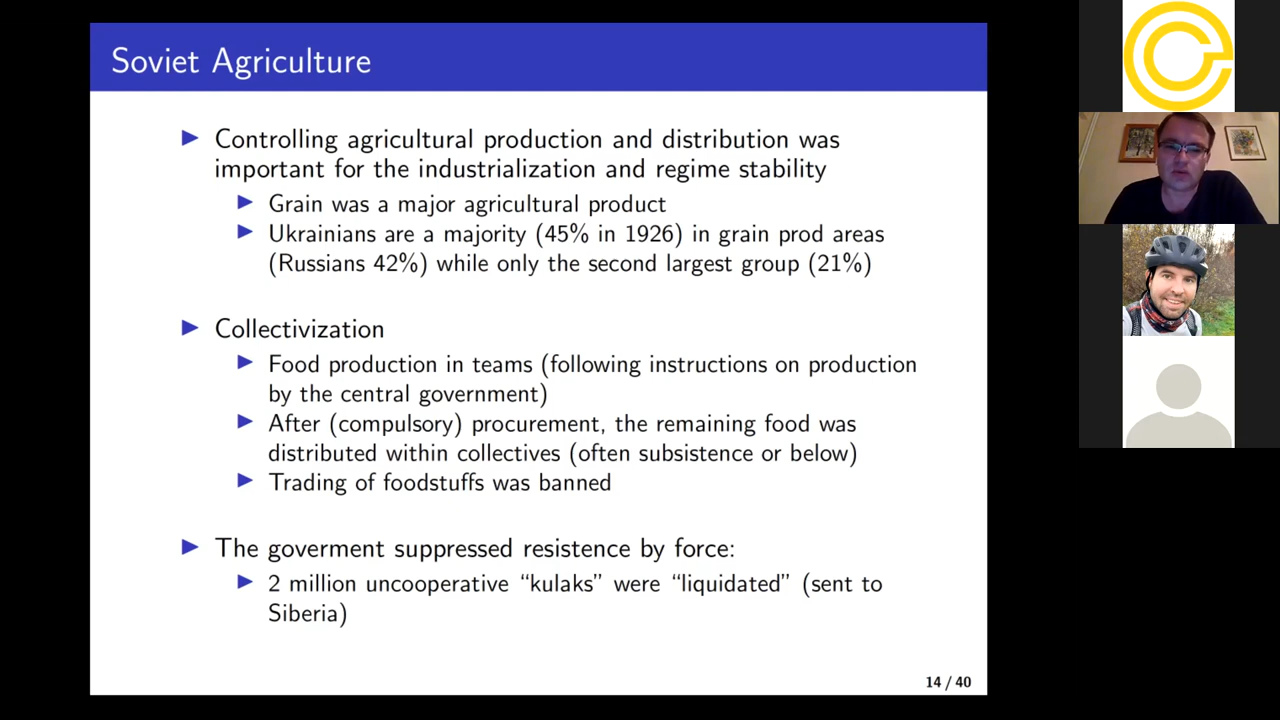 Soviet Agriculture
Controlling agricultural production and distribution was
important for the industrialization and regime stability
Grain was a major agricultural product
Ukrainians are a majority (45% in 1926) in grain prod areas
(Russians 42%) while only the second largest group (21%)
Collectivization
Food production in teams (following instructions on production
by the central government)
After (compulsory) procurement, the remaining food was
distributed within collectives (often subsistence or below)
Trading of foodstuffs was banned
The goverment suppressed resistence by force:
2 million uncooperative “kulaks” were “liquidated” (sent to
Siberia)
14 / 40